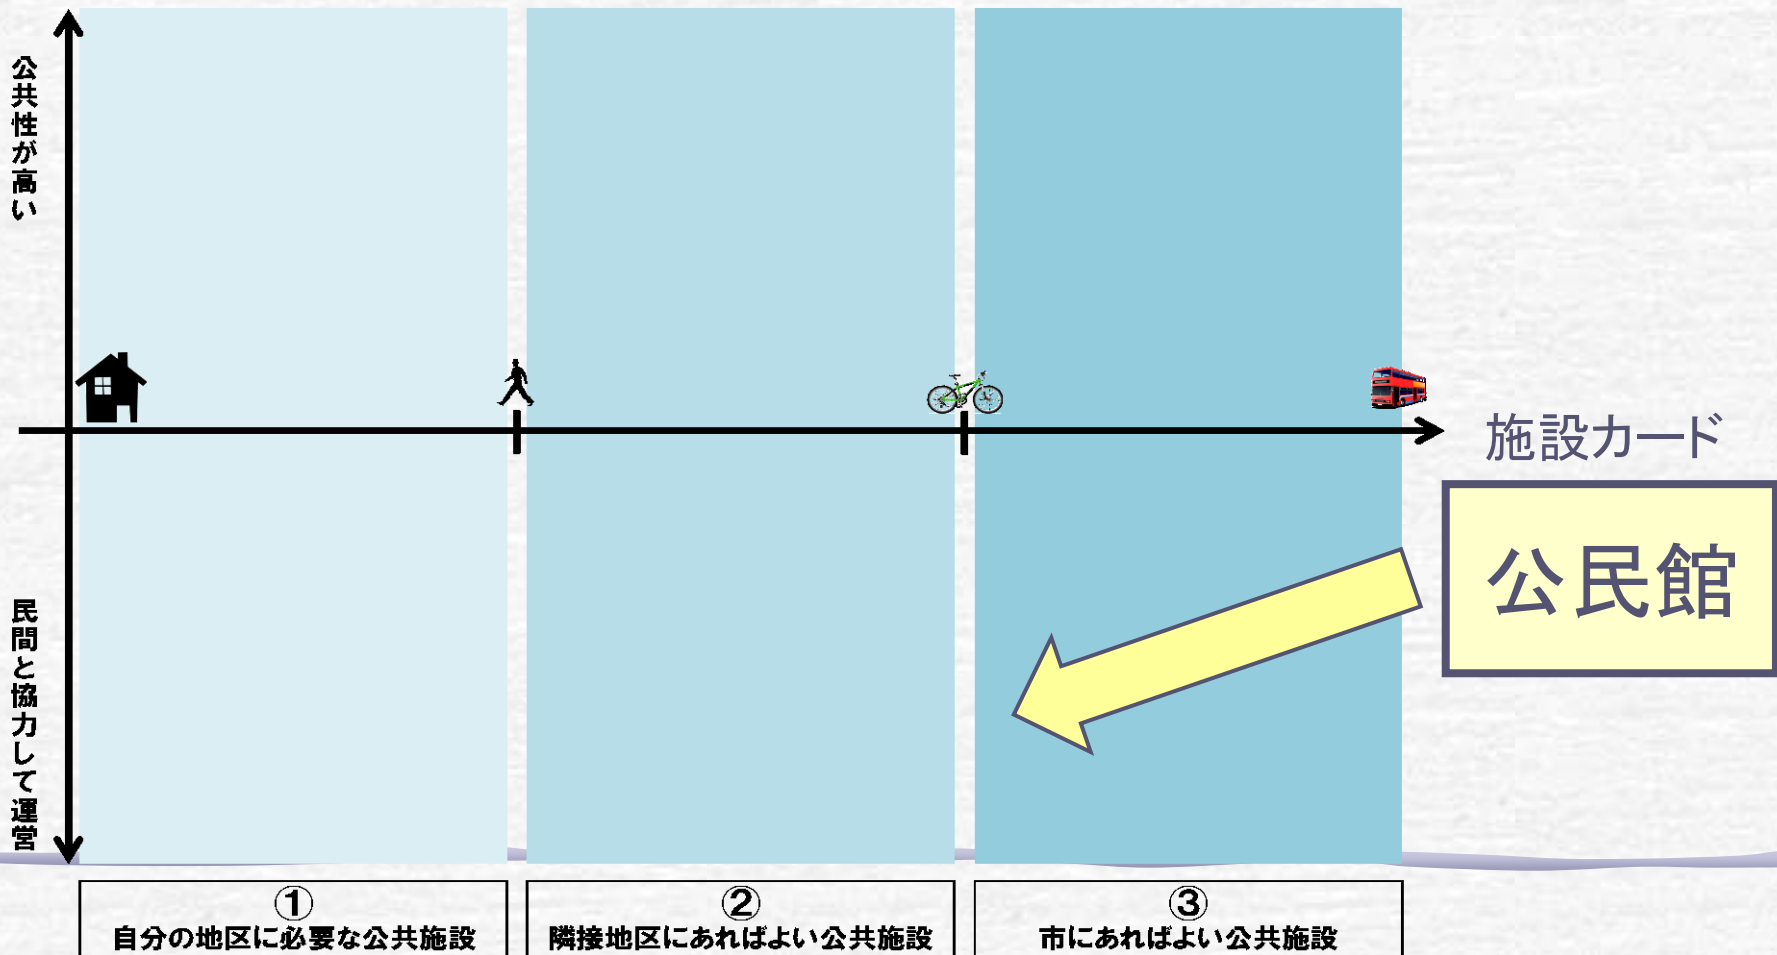 公共性が高い
民間と協力して運営
施設カード
公民館
①
自分の地区に必要な公共施設
②
隣接地区にあればよい公共施設
③
市にあればよい公共施設